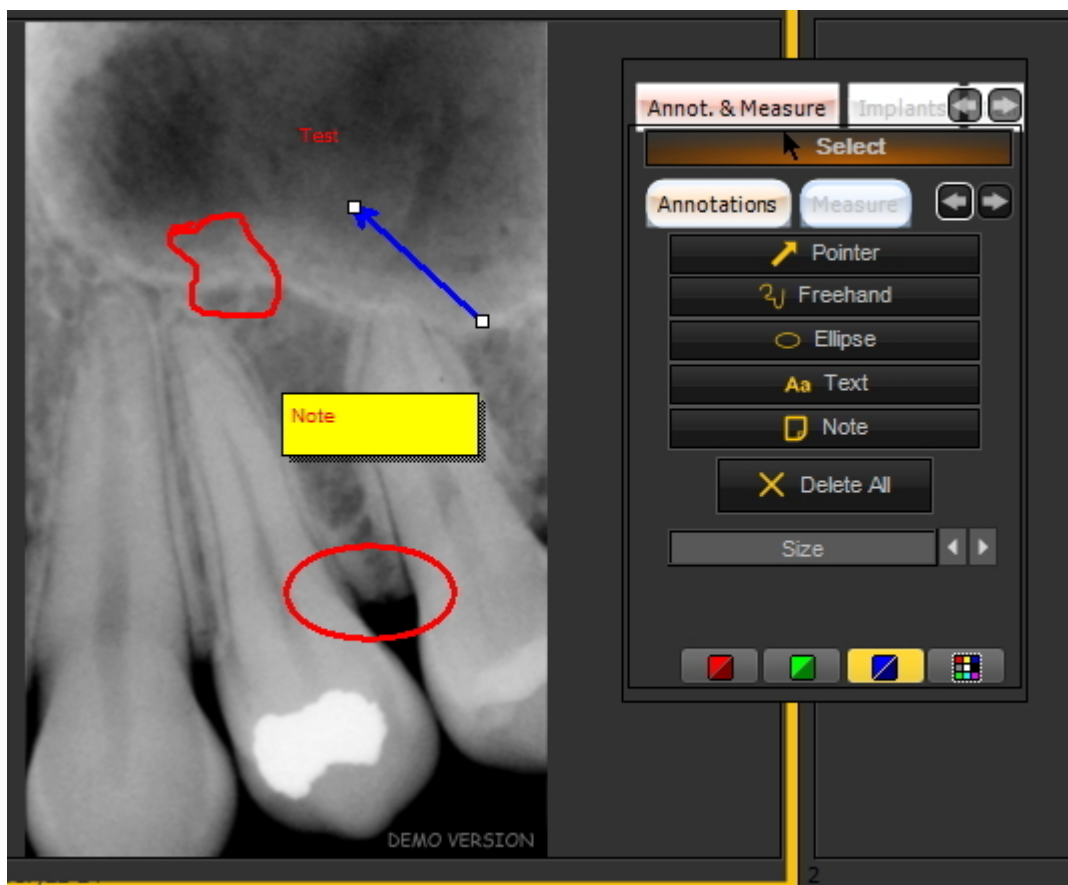 Test
Note
DEMO VERSION
Annot. & Measure
Implants
Select
Annotations
Measure
Pointer
Freehand
Ellipse
Aa Text
Note
Delete All
Size
2